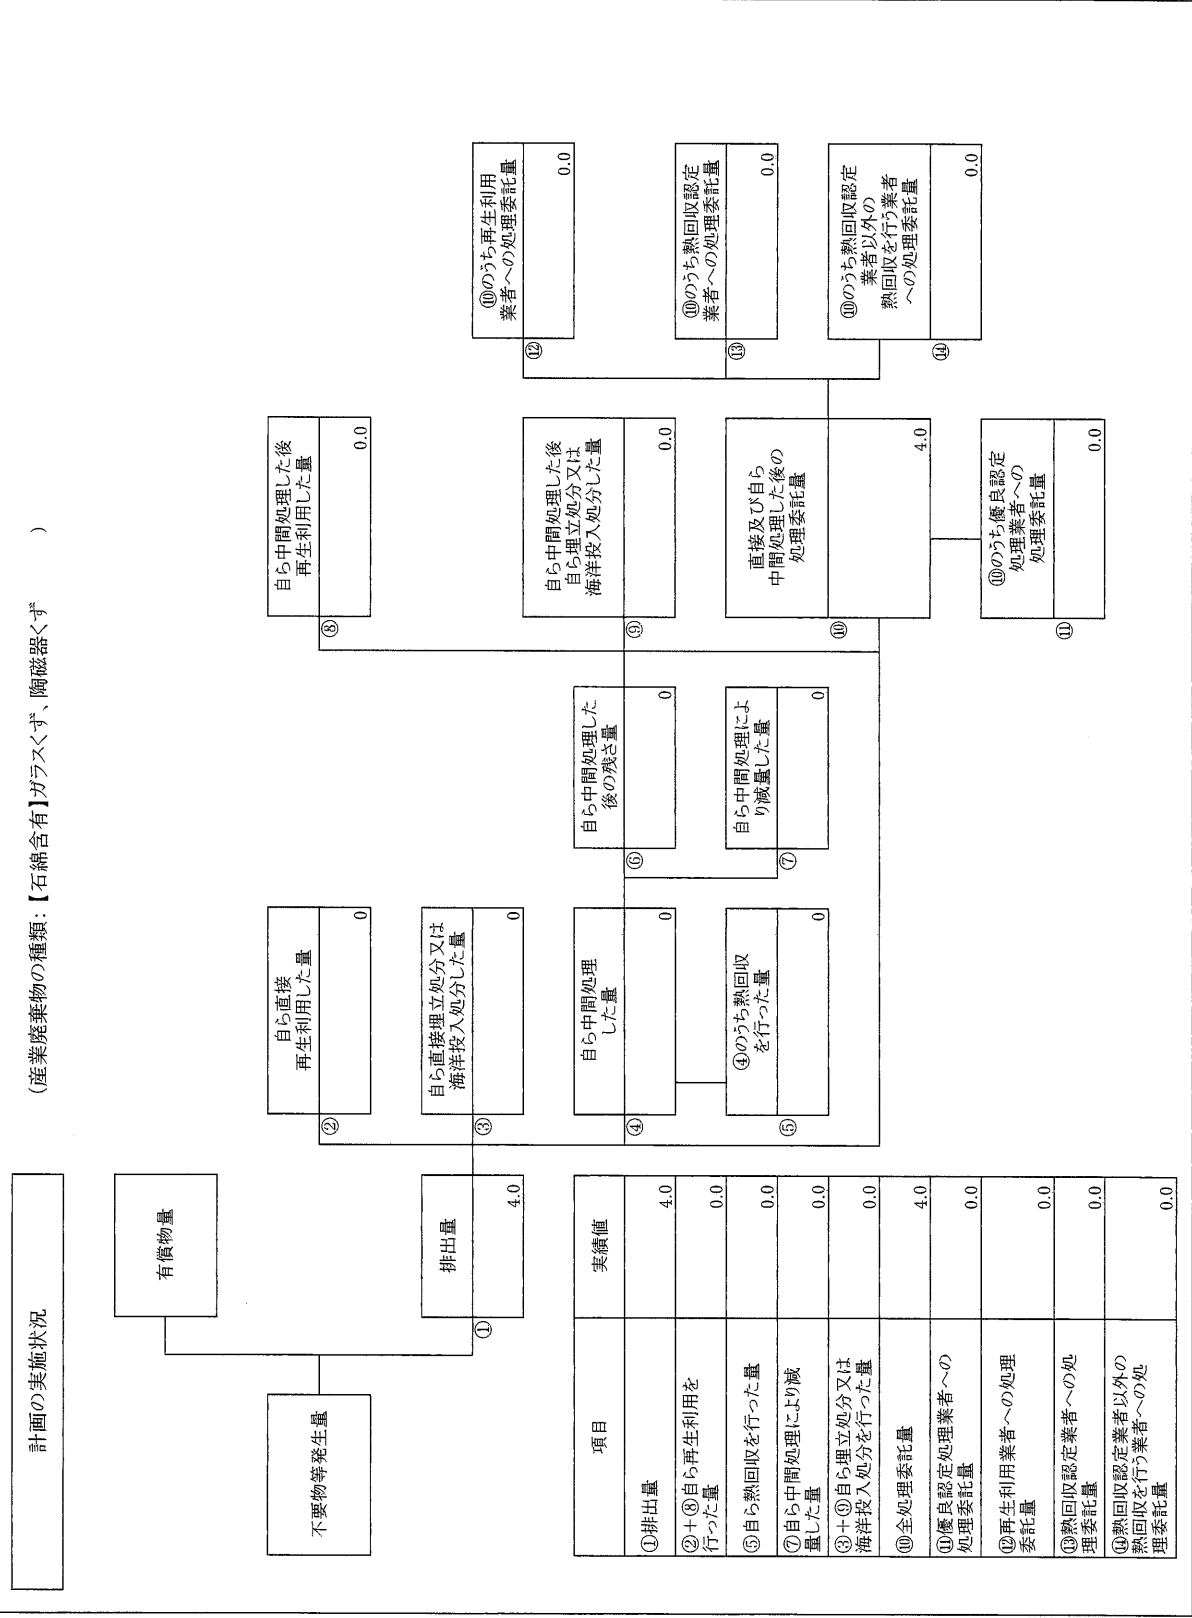 計画の実施状況
(産業廃棄物の種類:【石綿含有】ガラスくず、陶磁器くず )
不要物等発生量
有償物量
①
排出量
4.0
②
自ら直接
再生利用した量
0
③
自ら直接埋立処分又は
海洋投入処分した量
0
④
自ら中間処理
した量
0
⑤
④のうち熱回収
を行った量
0
⑥
自ら中間処理した
後の残さ量
0
⑦
自ら中間処理によ
り減量した量
0
⑧
自ら中間処理した後
再生利用した量
0.0
⑨
自ら中間処理した後
自ら埋立処分又は
海洋投入処分した量
0.0
⑩
直接及び自ら
中間処理した後の
処理委託量
4.0
⑪
⑩のうち優良認定
処理業者への
処理委託量
0.0
⑫
⑩のうち再生利用
業者への処理委託量
0.0
⑬
⑩のうち熱回収認定
業者への処理委託量
0.0
⑭
⑩のうち熱回収認定
業者以外の
熱回収を行う業者
への処理委託量
0.0
項目 実績値
①排出量 4.0
②+⑧自ら再生利用を
行った量 0.0
⑤自ら熱回収を行った量 0.0
⑦自ら中間処理により減
量した量 0.0
③+⑨自ら埋立処分又は
海洋投入処分を行った量 0.0
⑩全処理委託量 4.0
⑪優良認定処理業者への
処理委託量 0.0
⑫再生利用業者への処理
委託量 0.0
⑬熱回収認定業者への処
理委託量 0.0
⑭熱回収認定業者以外の
熱回収を行う業者への処
理委託量 0.0